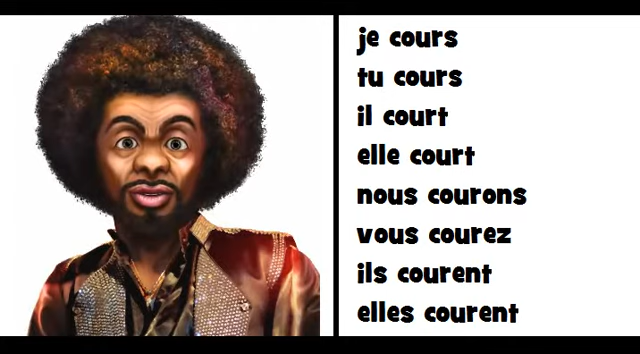 je cours
tu cours
il court
elle court
nous courons
vous courez
ils courent
elles courent